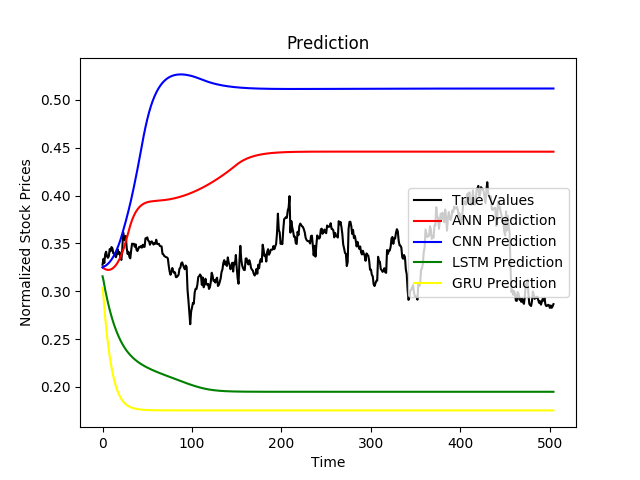 Prediction
Normalized Stock Prices
0.50
0.45
0.40
0.35
0.30
0.25
0.20
True Values
ANN Prediction
CNN Prediction
LSTM Prediction
GRU Prediction
0 100 200 300 400 500
Time